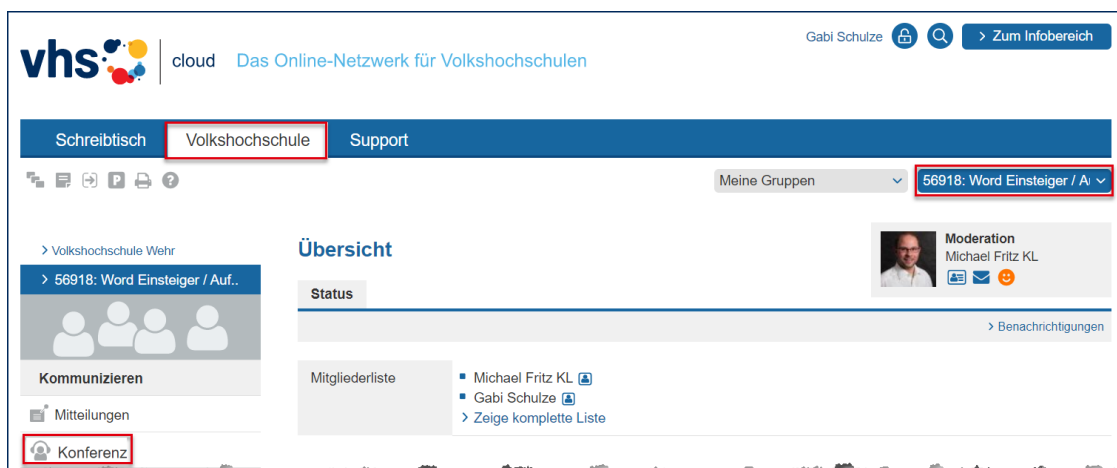 Gabi Schulze
> Zum Infobereich
vhs
cloud
Das Online-Netzwerk für Volkshochschulen
Schreibtisch Volkshochschule Support
P ?
Meine Gruppen
56918: Word Einsteiger / A
> Volkshochschule Wehr
> 56918: Word Einsteiger / Auf..
Übersicht
Moderation
Michael Fritz KL
Status
> Benachrichtigungen
Kommunizieren
Mitteilungen
Konferenz
Mitgliederliste
Michael Fritz KL
Gabi Schulze
> Zeige komplette Liste